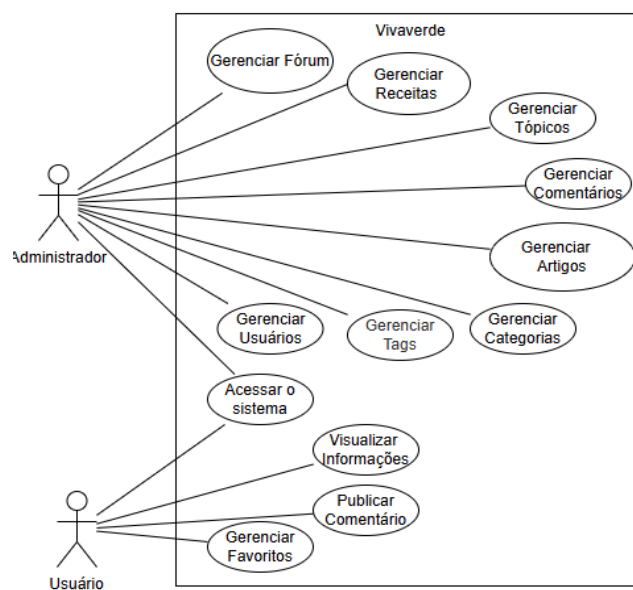 Vivaverde
Gerenciar Fórum
Gerenciar
Receitas
Gerenciar
Tópicos
Gerenciar
Comentários
Administrador
Gerenciar
Artigos
Gerenciar
Usuários
Gerenciar
Tags
Gerenciar
Categorias
Acessar o
sistema
Visualizar
Informações
Publicar
Comentário
Gerenciar
Favoritos
Usuário